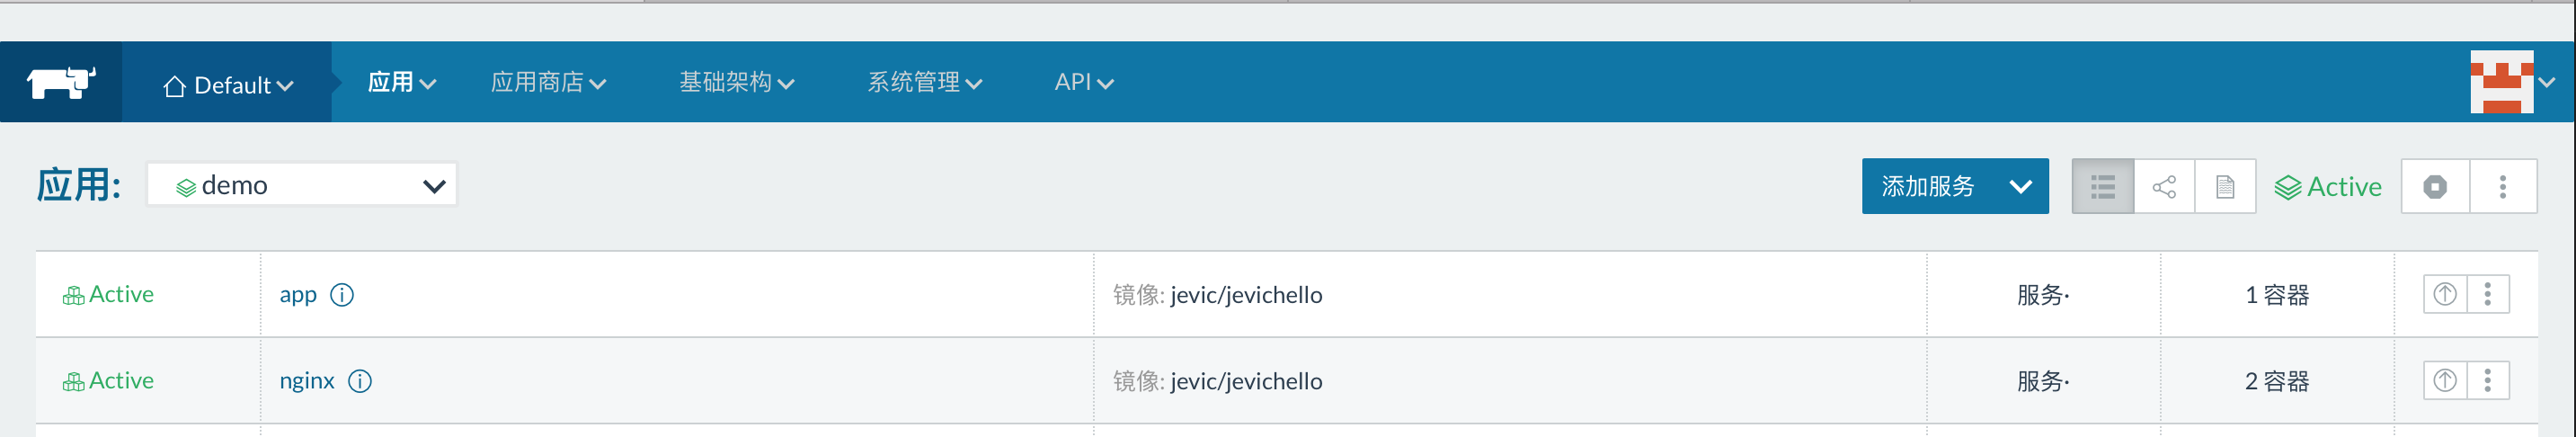 Default 应用 应用商店 基础架构 系统管理 API
应用: demo 添加服务 Active
Active app 镜像: jevic/jevichello 服务· 1 容器
Active nginx 镜像: jevic/jevichello 服务· 2 容器